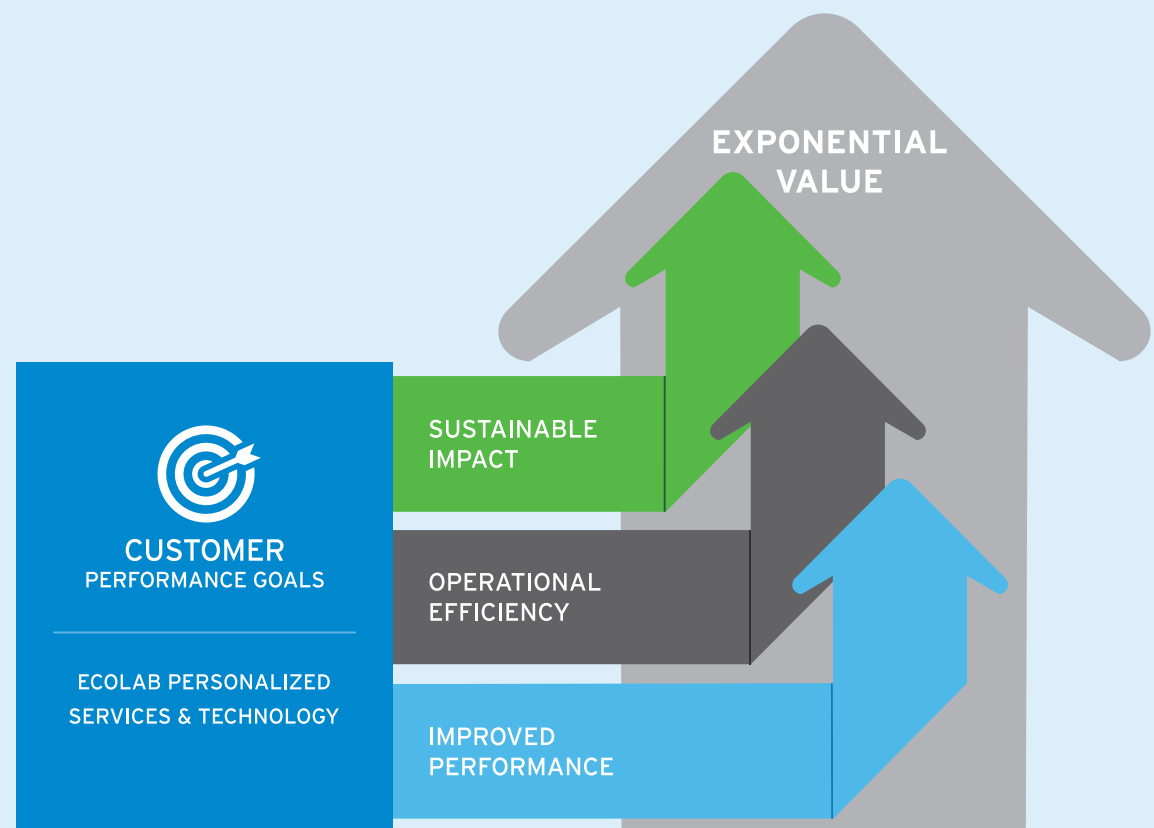 EXPONENTIAL
VALUE
CUSTOMER
PERFORMANCE GOALS
ECOLAB PERSONALIZED
SERVICES & TECHNOLOGY
SUSTAINABLE
IMPACT
OPERATIONAL
EFFICIENCY
IMPROVED
PERFORMANCE